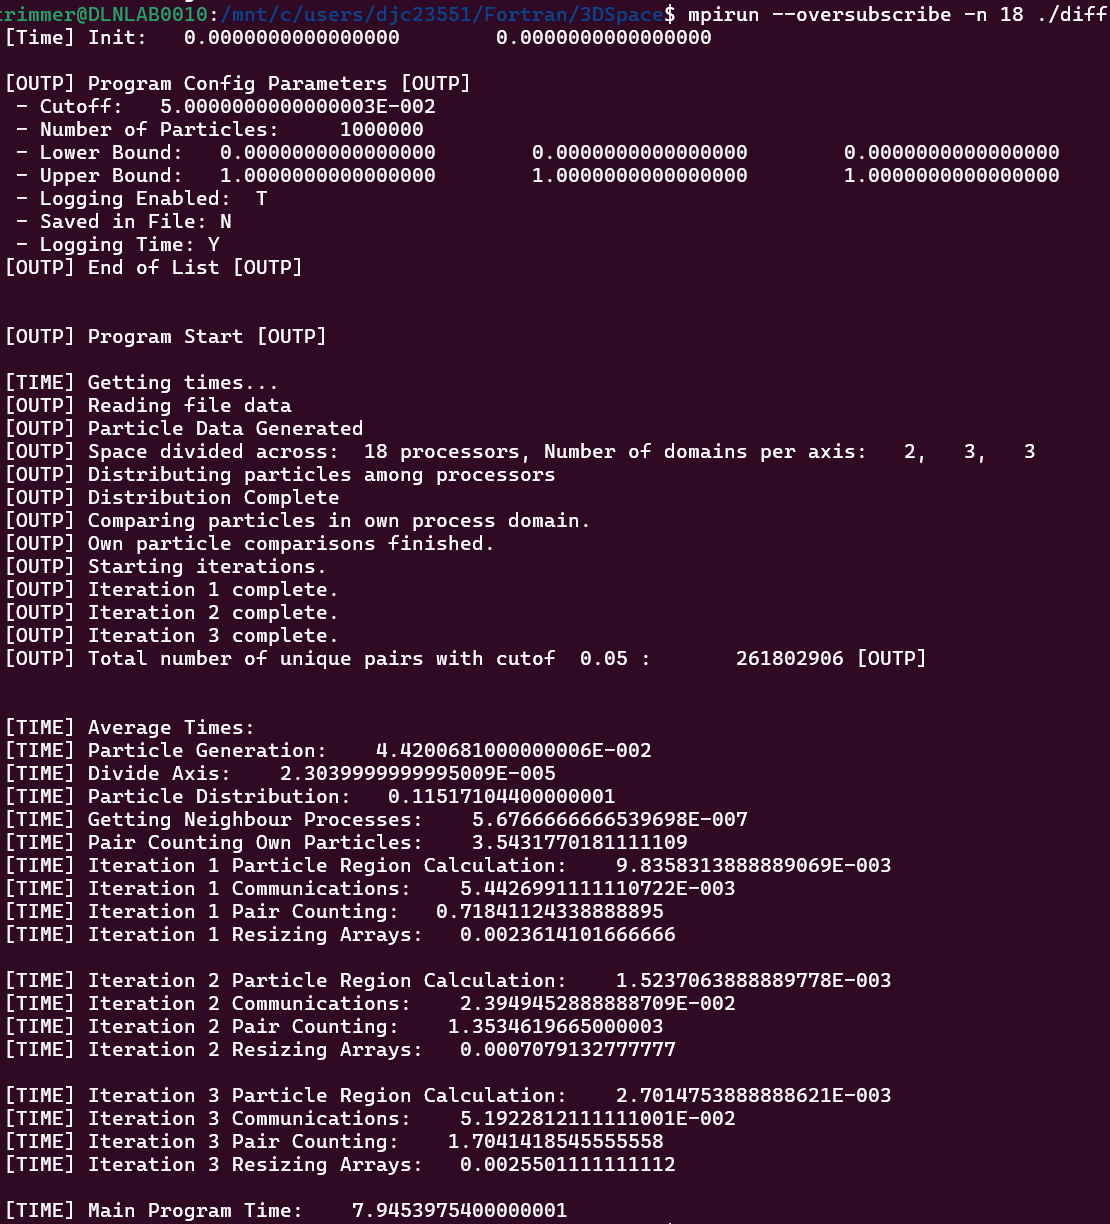 trimmer@DLNLAB0010:/mnt/c/users/djc23551/Fortran/3DSpace$ mpirun --oversubscribe -n 18 ./diff
[Time] Init:   0.0000000000000000        0.0000000000000000
[OUTP] Program Config Parameters [OUTP]
 - Cutoff:   5.0000000000000003E-002
 - Number of Particles:     1000000
 - Lower Bound:   0.0000000000000000        0.0000000000000000        0.0000000000000000
 - Upper Bound:   1.0000000000000000        1.0000000000000000        1.0000000000000000
 - Logging Enabled:  T
 - Saved in File: N
 - Logging Time: Y
[OUTP] End of List [OUTP]
[OUTP] Program Start [OUTP]
[TIME] Getting times...
[OUTP] Reading file data
[OUTP] Particle Data Generated
[OUTP] Space divided across:  18 processors, Number of domains per axis:   2,   3,   3
[OUTP] Distributing particles among processors
[OUTP] Distribution Complete
[OUTP] Comparing particles in own process domain.
[OUTP] Own particle comparisons finished.
[OUTP] Starting iterations.
[OUTP] Iteration 1 complete.
[OUTP] Iteration 2 complete.
[OUTP] Iteration 3 complete.
[OUTP] Total number of unique pairs with cutof  0.05 :       261802906 [OUTP]
[TIME] Average Times:
[TIME] Particle Generation:    4.4200681000000006E-002
[TIME] Divide Axis:    2.3039999999995009E-005
[TIME] Particle Distribution:   0.11517104400000001
[TIME] Getting Neighbour Processes:    5.6766666666539698E-007
[TIME] Pair Counting Own Particles:    3.5431770181111109
[TIME] Iteration 1 Particle Region Calculation:    9.8358313888889069E-003
[TIME] Iteration 1 Communications:    5.4426991111110722E-003
[TIME] Iteration 1 Pair Counting:   0.71841124338888895
[TIME] Iteration 1 Resizing Arrays:   0.0023614101666666
[TIME] Iteration 2 Particle Region Calculation:    1.5237063888889778E-003
[TIME] Iteration 2 Communications:    2.3949452888888709E-002
[TIME] Iteration 2 Pair Counting:    1.3534619665000003
[TIME] Iteration 2 Resizing Arrays:   0.0007079132777777
[TIME] Iteration 3 Particle Region Calculation:    2.7014753888888621E-003
[TIME] Iteration 3 Communications:    5.1922812111111001E-002
[TIME] Iteration 3 Pair Counting:    1.7041418545555558
[TIME] Iteration 3 Resizing Arrays:   0.0025501111111112
[TIME] Main Program Time:    7.9453975400000001